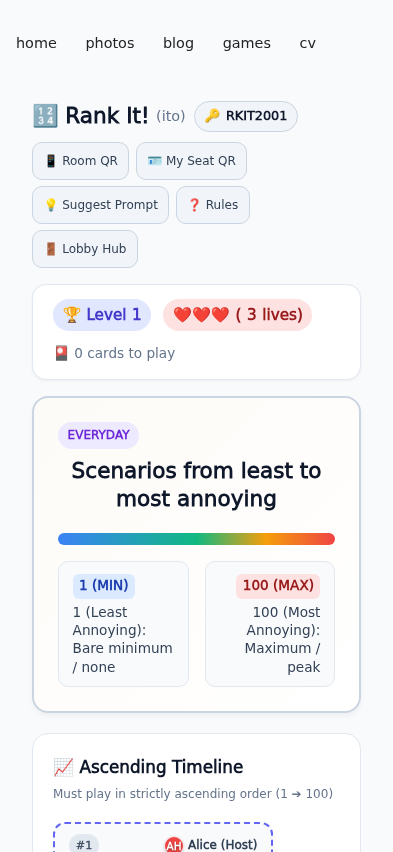 home photos blog games cv
🔢 Rank It! (ito) 🔑 RKIT2001
📱 Room QR 🪪 My Seat QR
💡 Suggest Prompt ❓ Rules
🚪 Lobby Hub
🏆 Level 1 ❤️❤️❤️ ( 3 lives)
🎴 0 cards to play
EVERYDAY
Scenarios from least to
most annoying
1 (MIN)
1 (Least
Annoying):
Bare minimum
/ none
100 (MAX)
100 (Most
Annoying):
Maximum /
peak
📈 Ascending Timeline
Must play in strictly ascending order (1 ➔ 100)
#1 AH Alice (Host)